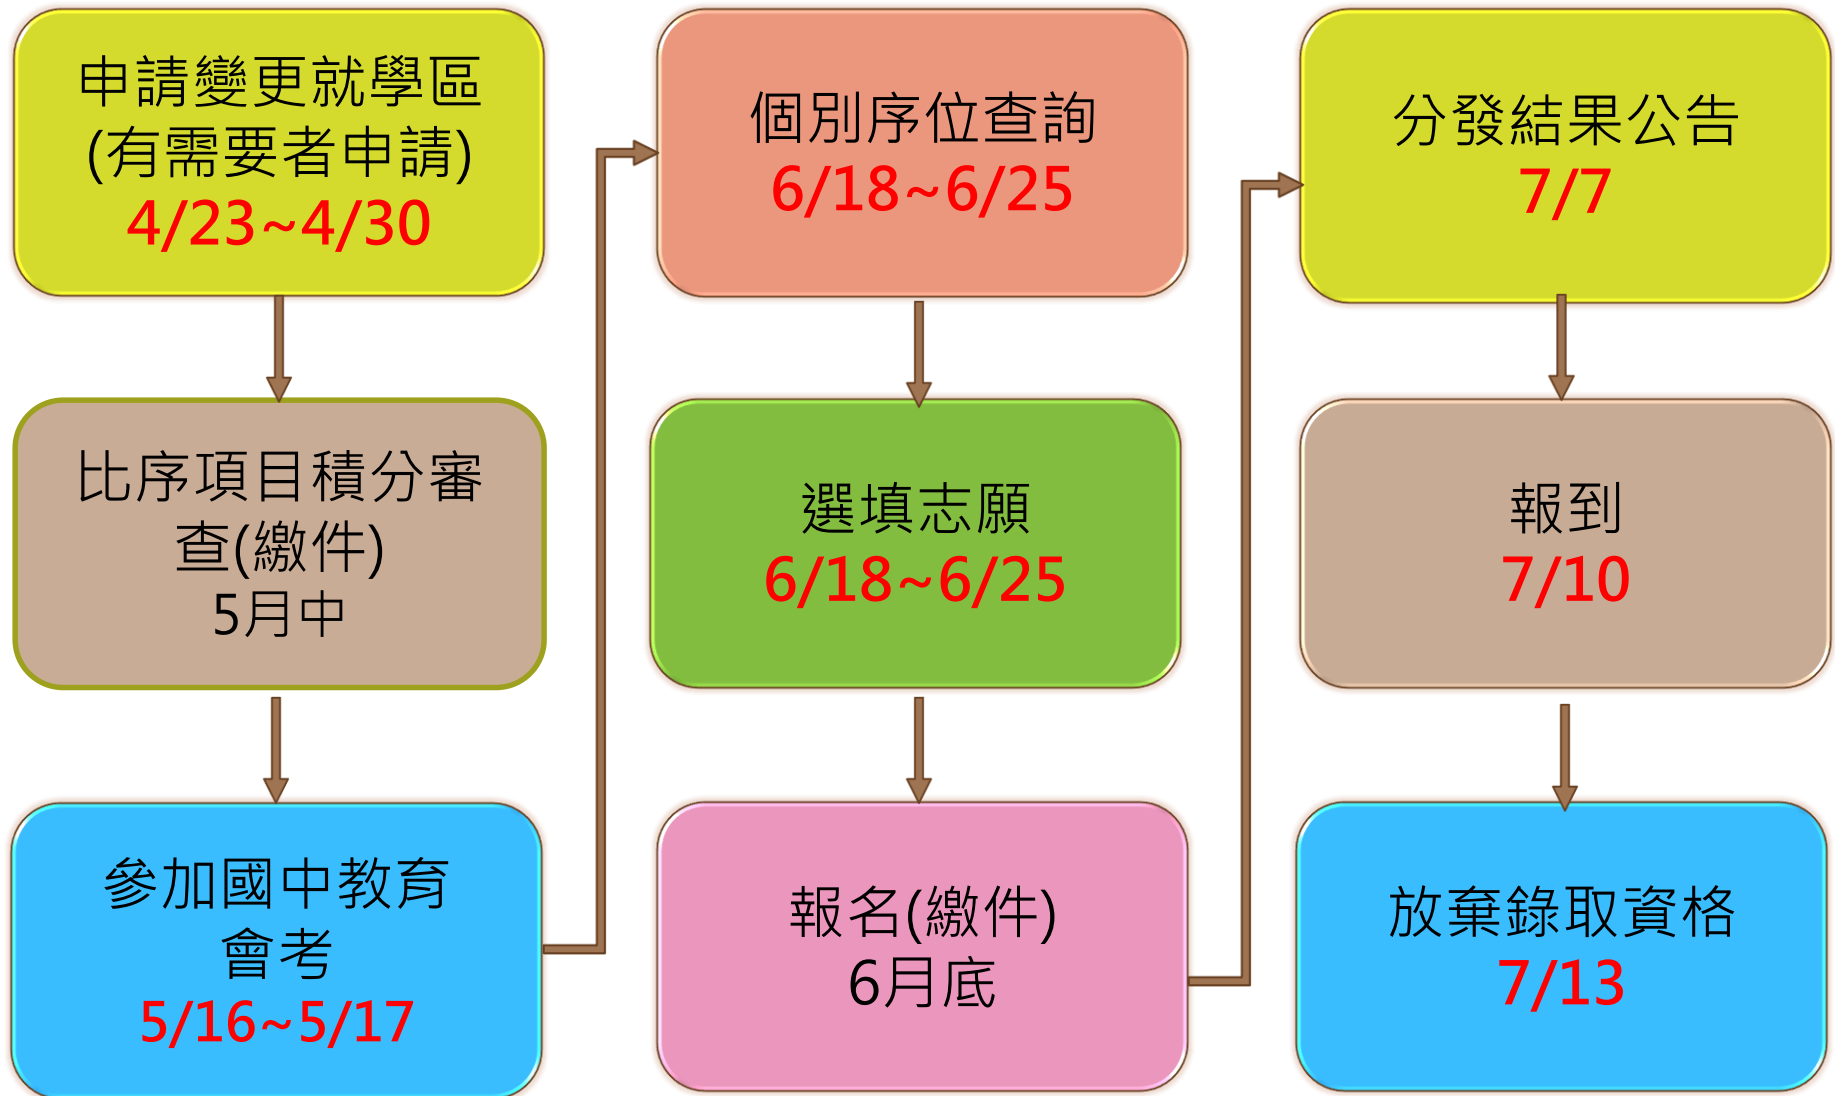 申請變更就學區
(有需要者申請)
4/23~4/30
比序項目積分審
查(繳件)
5月中
參加國中教育
會考
5/16~5/17
個別序位查詢
6/18~6/25
選填志願
6/18~6/25
報名(繳件)
6月底
分發結果公告
7/7
報到
7/10
放棄錄取資格
7/13